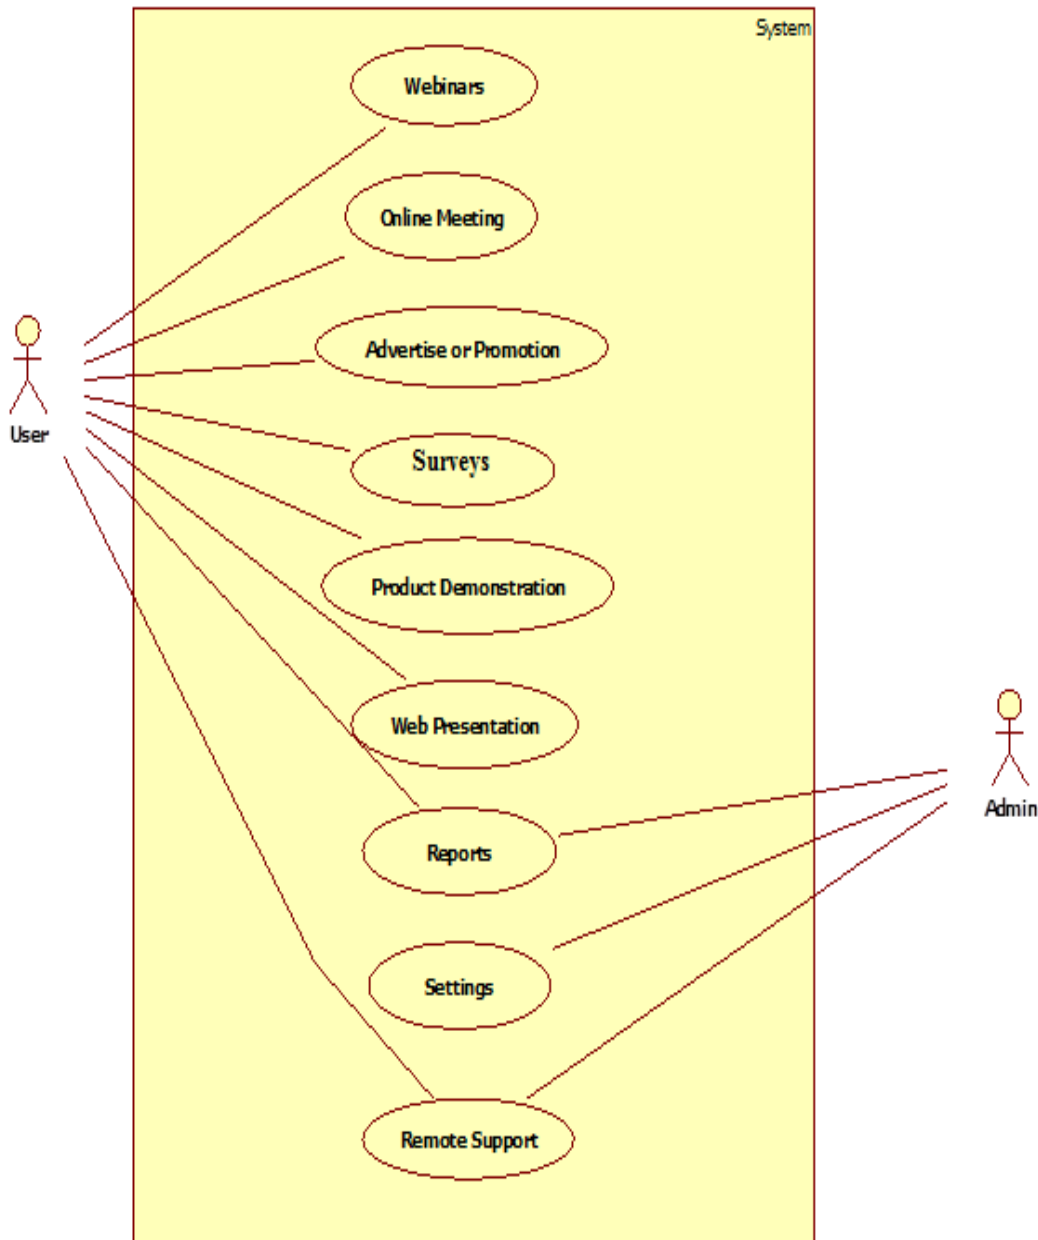 System
Webinars
Online Meeting
Advertise or Promotion
User
Surveys
Product Demonstration
Web Presentation
Admin
Reports
Settings
Remote Support